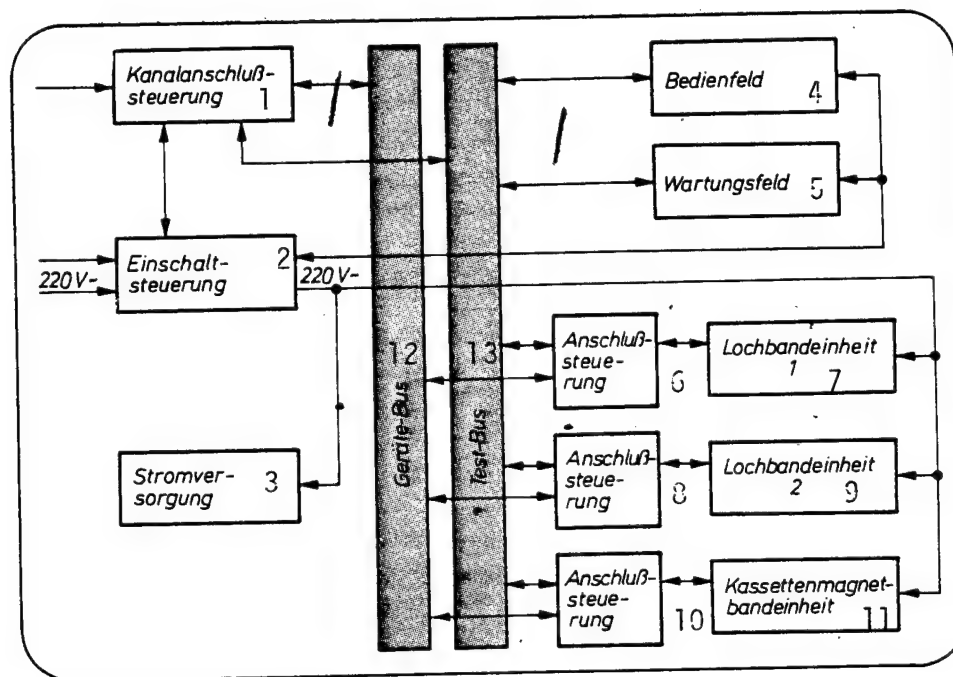 Kanalanschluß-
steuerung 1
Einschalt-
steuerung 2
220 V~
220 V~
Stromver-
sorgung 3
12
Geräte-Bus
13
Test-Bus
Bedienfeld 4
Wartungsfeld 5
Anschluß-
steue-
rung 6
Lochbandeinheit
1 7
Anschluß-
steue-
rung 8
Lochbandeinheit
2 9
Anschluß-
steue-
rung 10
Kassettenmagnet-
bandeinheit 11